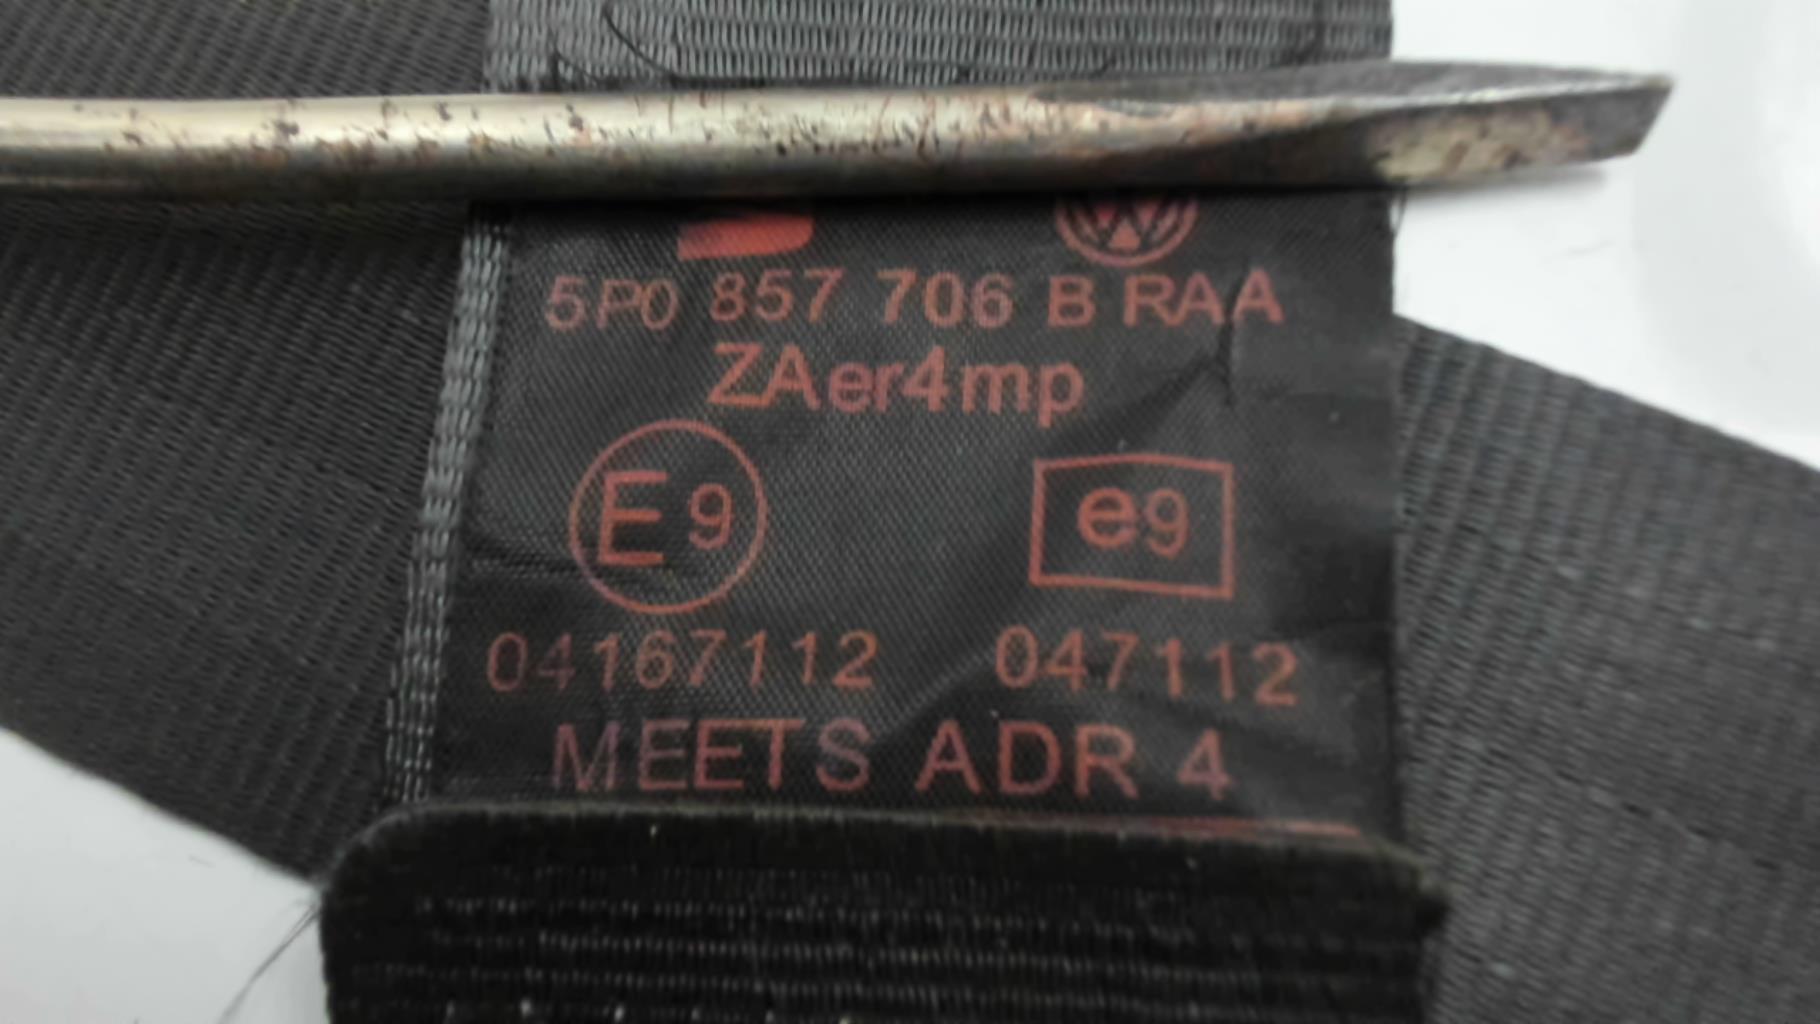 5P0 857 706 B RAA
ZAer4mp
E9 e9
04167112 047112
MEETS ADR 4